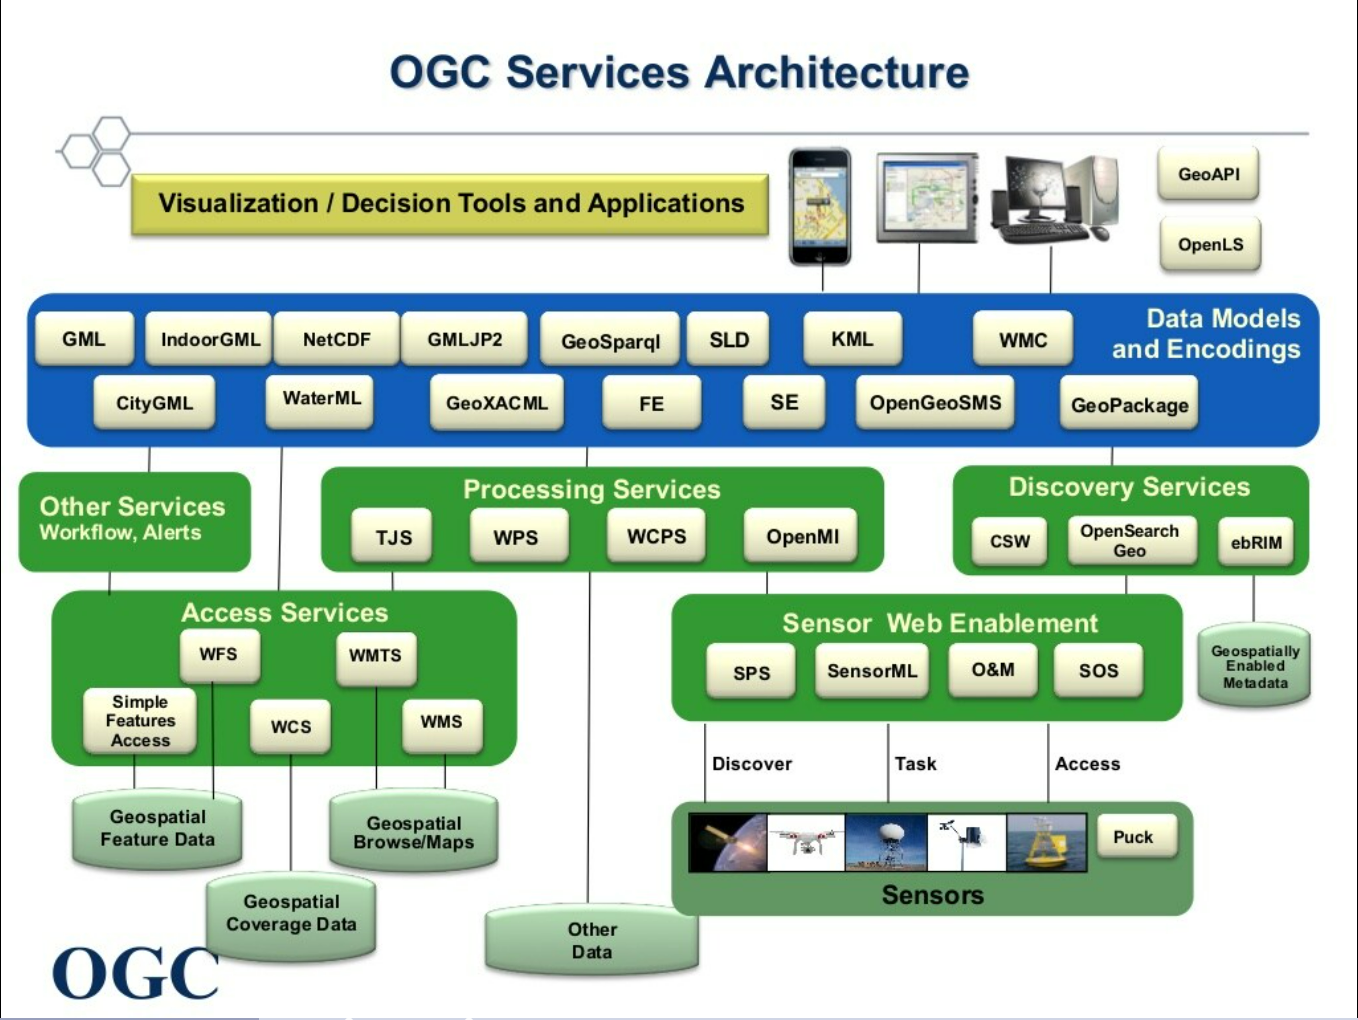 OGC Services Architecture
Visualization / Decision Tools and Applications
GeoAPI
OpenLS
Data Models
and Encodings
GML
IndoorGML
NetCDF
GMLJP2
GeoSparql
SLD
KML
WMC
CityGML
WaterML
GeoXACML
FE
SE
OpenGeoSMS
GeoPackage
Other Services
Workflow, Alerts
Processing Services
TJS
WPS
WCPS
OpenMI
Discovery Services
CSW
OpenSearch
Geo
ebRIM
Access Services
WFS
WMTS
Simple
Features
Access
WCS
WMS
Sensor Web Enablement
SPS
SensorML
O&M
SOS
Geospatially
Enabled
Metadata
Discover
Task
Access
Geospatial
Feature Data
Geospatial
Browse/Maps
Puck
Sensors
Geospatial
Coverage Data
Other
Data
OGC